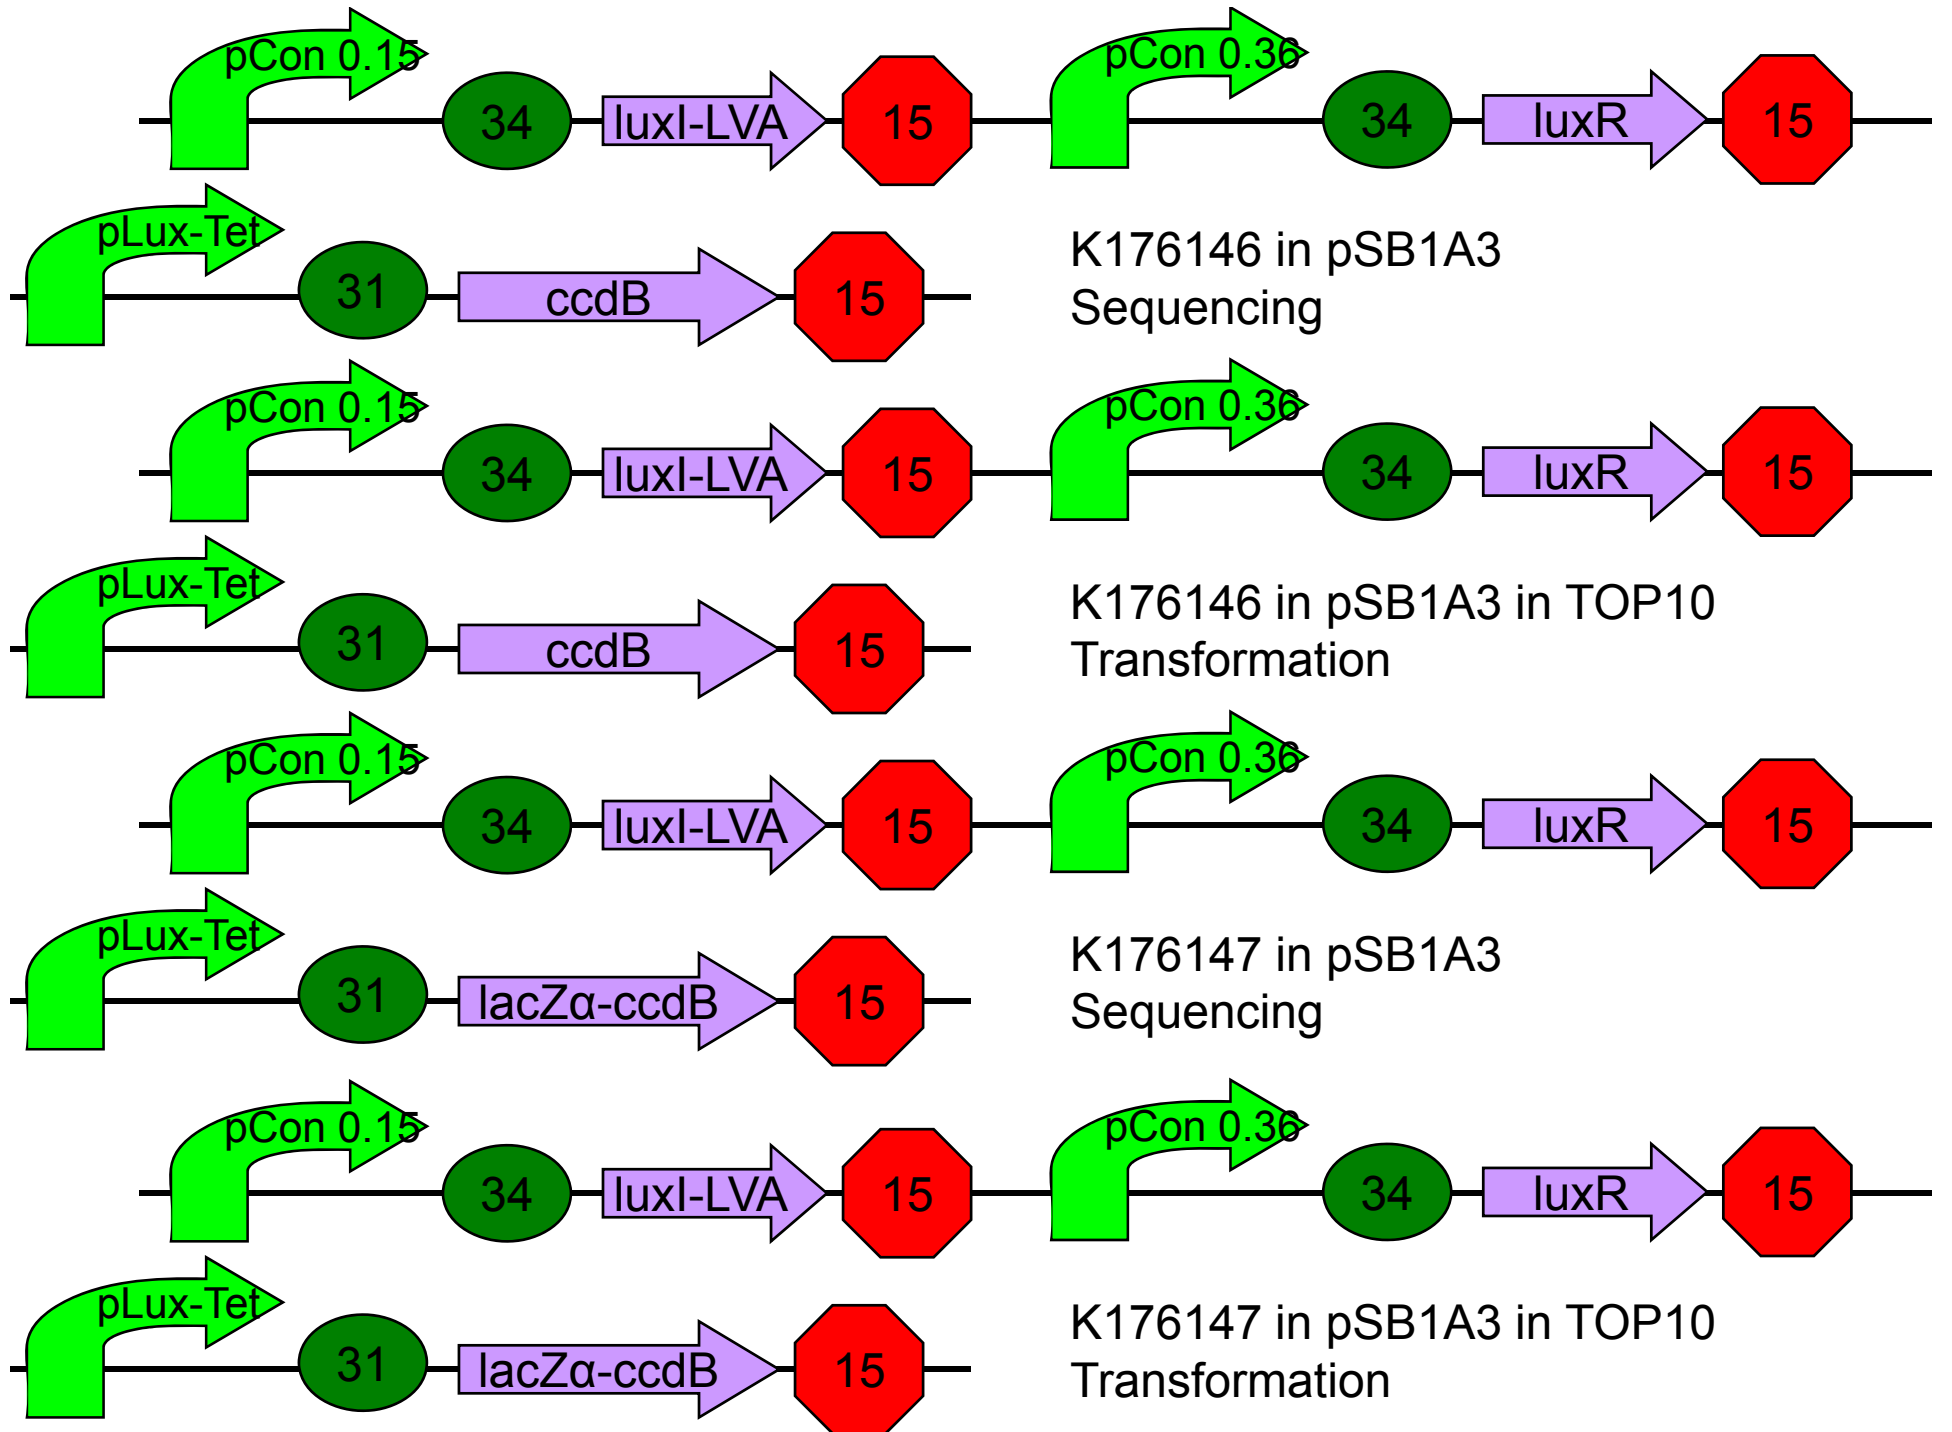 pCon 0.15 34 luxI-LVA 15 pCon 0.36 34 luxR 15
pLux-Tet 31 ccdB 15
K176146 in pSB1A3
Sequencing
pCon 0.15 34 luxI-LVA 15 pCon 0.36 34 luxR 15
pLux-Tet 31 ccdB 15
K176146 in pSB1A3 in TOP10
Transformation
pCon 0.15 34 luxI-LVA 15 pCon 0.36 34 luxR 15
pLux-Tet 31 lacZα-ccdB 15
K176147 in pSB1A3
Sequencing
pCon 0.15 34 luxI-LVA 15 pCon 0.36 34 luxR 15
pLux-Tet 31 lacZα-ccdB 15
K176147 in pSB1A3 in TOP10
Transformation